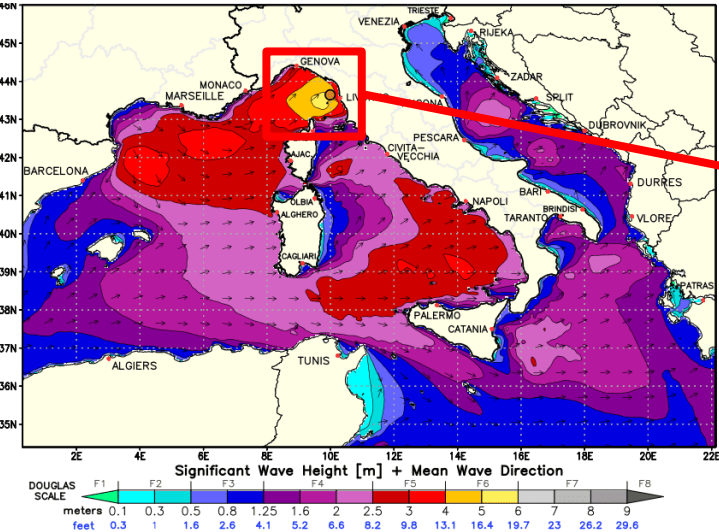 TRIESTE
46N
VENEZIA
RIJEKA
45N
GENOVA
MONACO
ZADAR
44N
MARSEILLE
SPLIT
43N
DUBROVNIK
PESCARA
CIVITA-
VECCHIA
42N
AJAC
BARCELONA
DURRES
BARI
41N
OLBIA
NAPOLI
BRINDISI
ALGHERO
TARANTO
VLORE
40N
CAGLIARI
39N
PATRAS
38N
PALERMO
CATANIA
37N
ALGIERS
TUNIS
36N
35N
2E 4E 6E 8E 10E 12E 14E 16E 18E 20E 22E
Significant Wave Height [m] + Mean Wave Direction
DOUGLAS SCALE
F1 F2 F3 F4 F5 F6 F7 F8
meters 0.1 0.3 0.5 0.8 1.25 1.6 2 2.5 3 4 5 6 7 8 9
feet 0.3 1 1.6 2.6 4.1 5.2 6.6 8.2 9.8 13.1 16.4 19.7 23 26.2 29.6